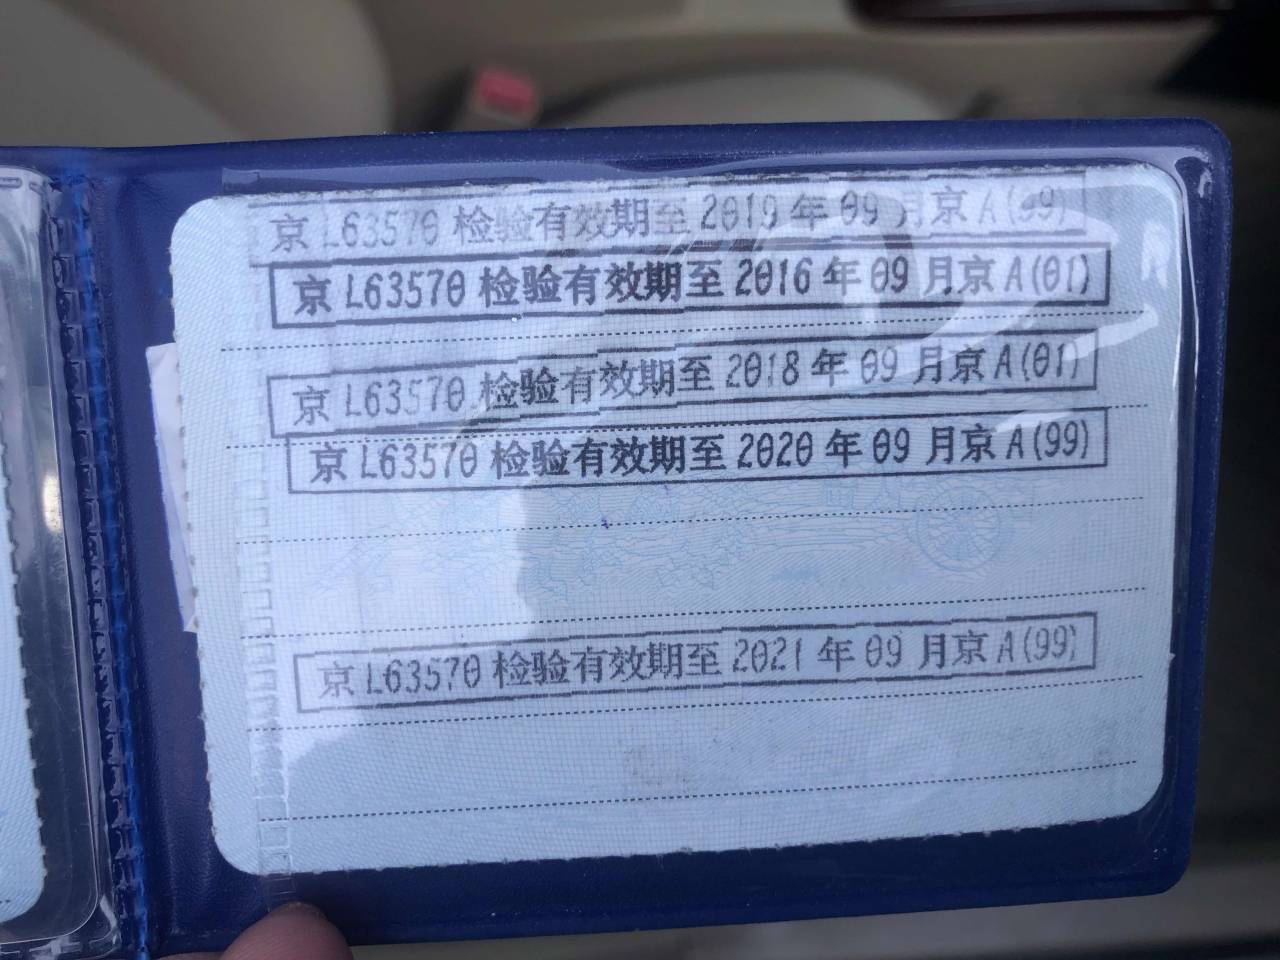 京 L63570 检验有效期至 2019 年 09 月京 A(99)
京 L63570 检验有效期至 2016 年 09 月京 A(01)
京 L63570 检验有效期至 2018 年 09 月京 A(01)
京 L63570 检验有效期至 2020 年 09 月京 A(99)
京 L63570 检验有效期至 2021 年 09 月京 A(99)